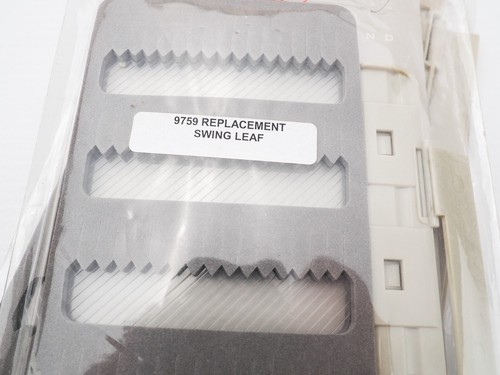 9759 REPLACEMENT
SWING LEAF